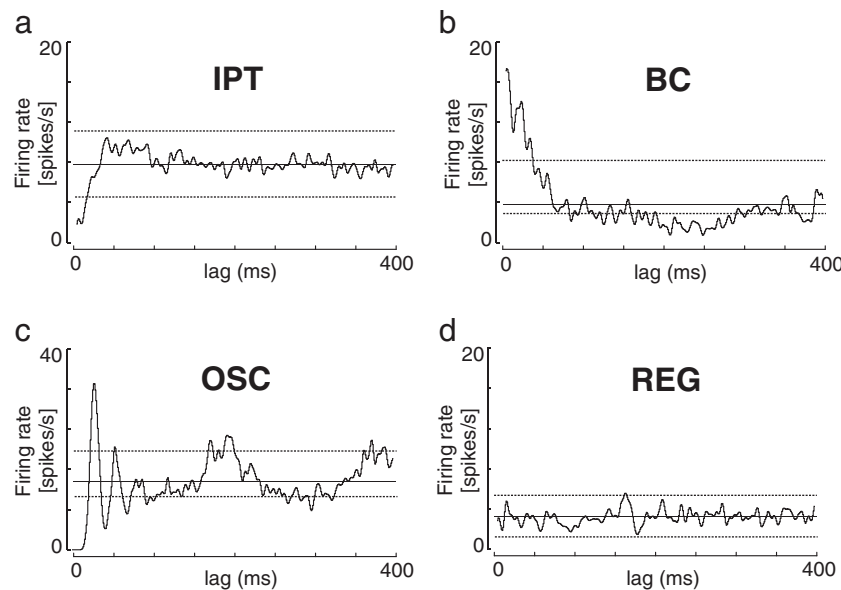 a
20
IPT
Firing rate
[spikes/s]
0
0
400
lag (ms)
b
20
BC
Firing rate
[spikes/s]
0
0
400
lag (ms)
c
40
OSC
Firing rate
[spikes/s]
0
0
400
lag (ms)
d
20
REG
Firing rate
[spikes/s]
0
0
400
lag (ms)